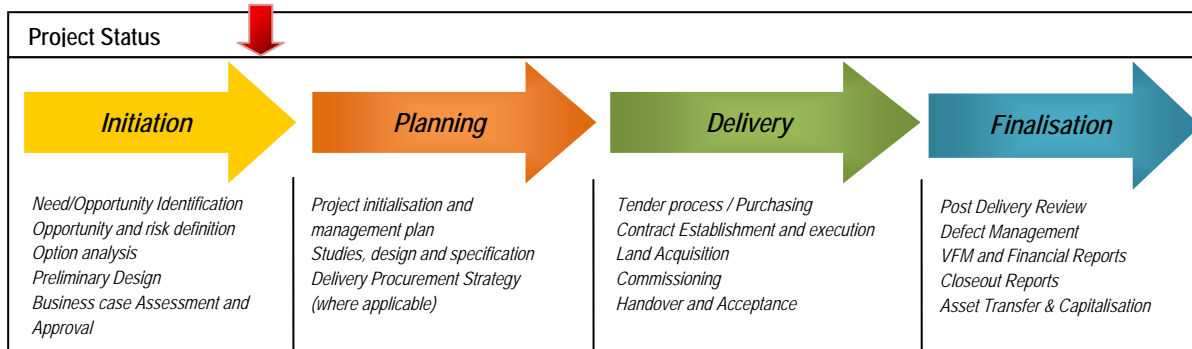 Project Status
Initiation
Planning
Delivery
Finalisation
Need/Opportunity Identification
Opportunity and risk definition
Option analysis
Preliminary Design
Business case Assessment and
Approval
Project initialisation and
management plan
Studies, design and specification
Delivery Procurement Strategy
(where applicable)
Tender process / Purchasing
Contract Establishment and execution
Land Acquisition
Commissioning
Handover and Acceptance
Post Delivery Review
Defect Management
VFM and Financial Reports
Closeout Reports
Asset Transfer & Capitalisation